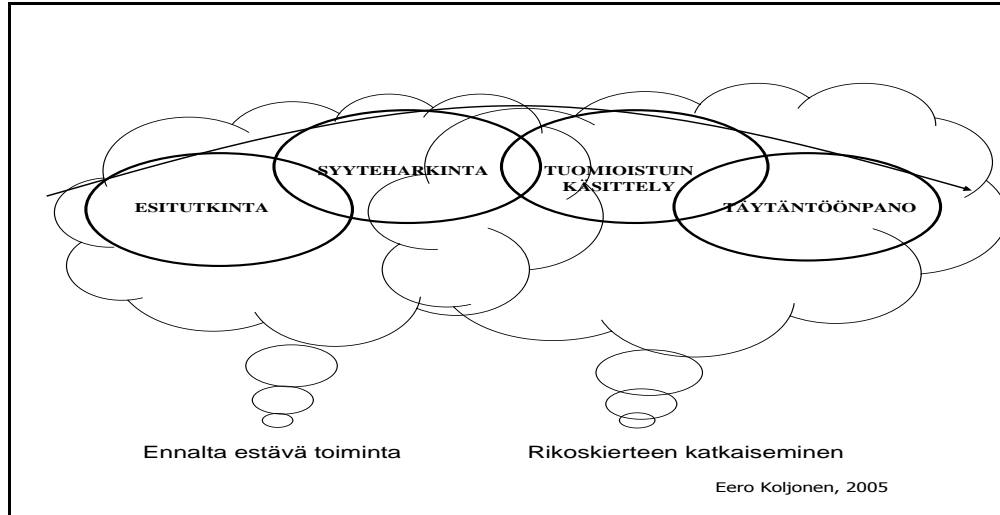 ESITUTKINTA
SYYTEHARKINTA
TUOMIOISTUIN
KÄSITTELY
TÄYTÄNTÖÖNPANO
Ennalta estävä toiminta
Rikoskierteen katkaiseminen
Eero Koljonen, 2005